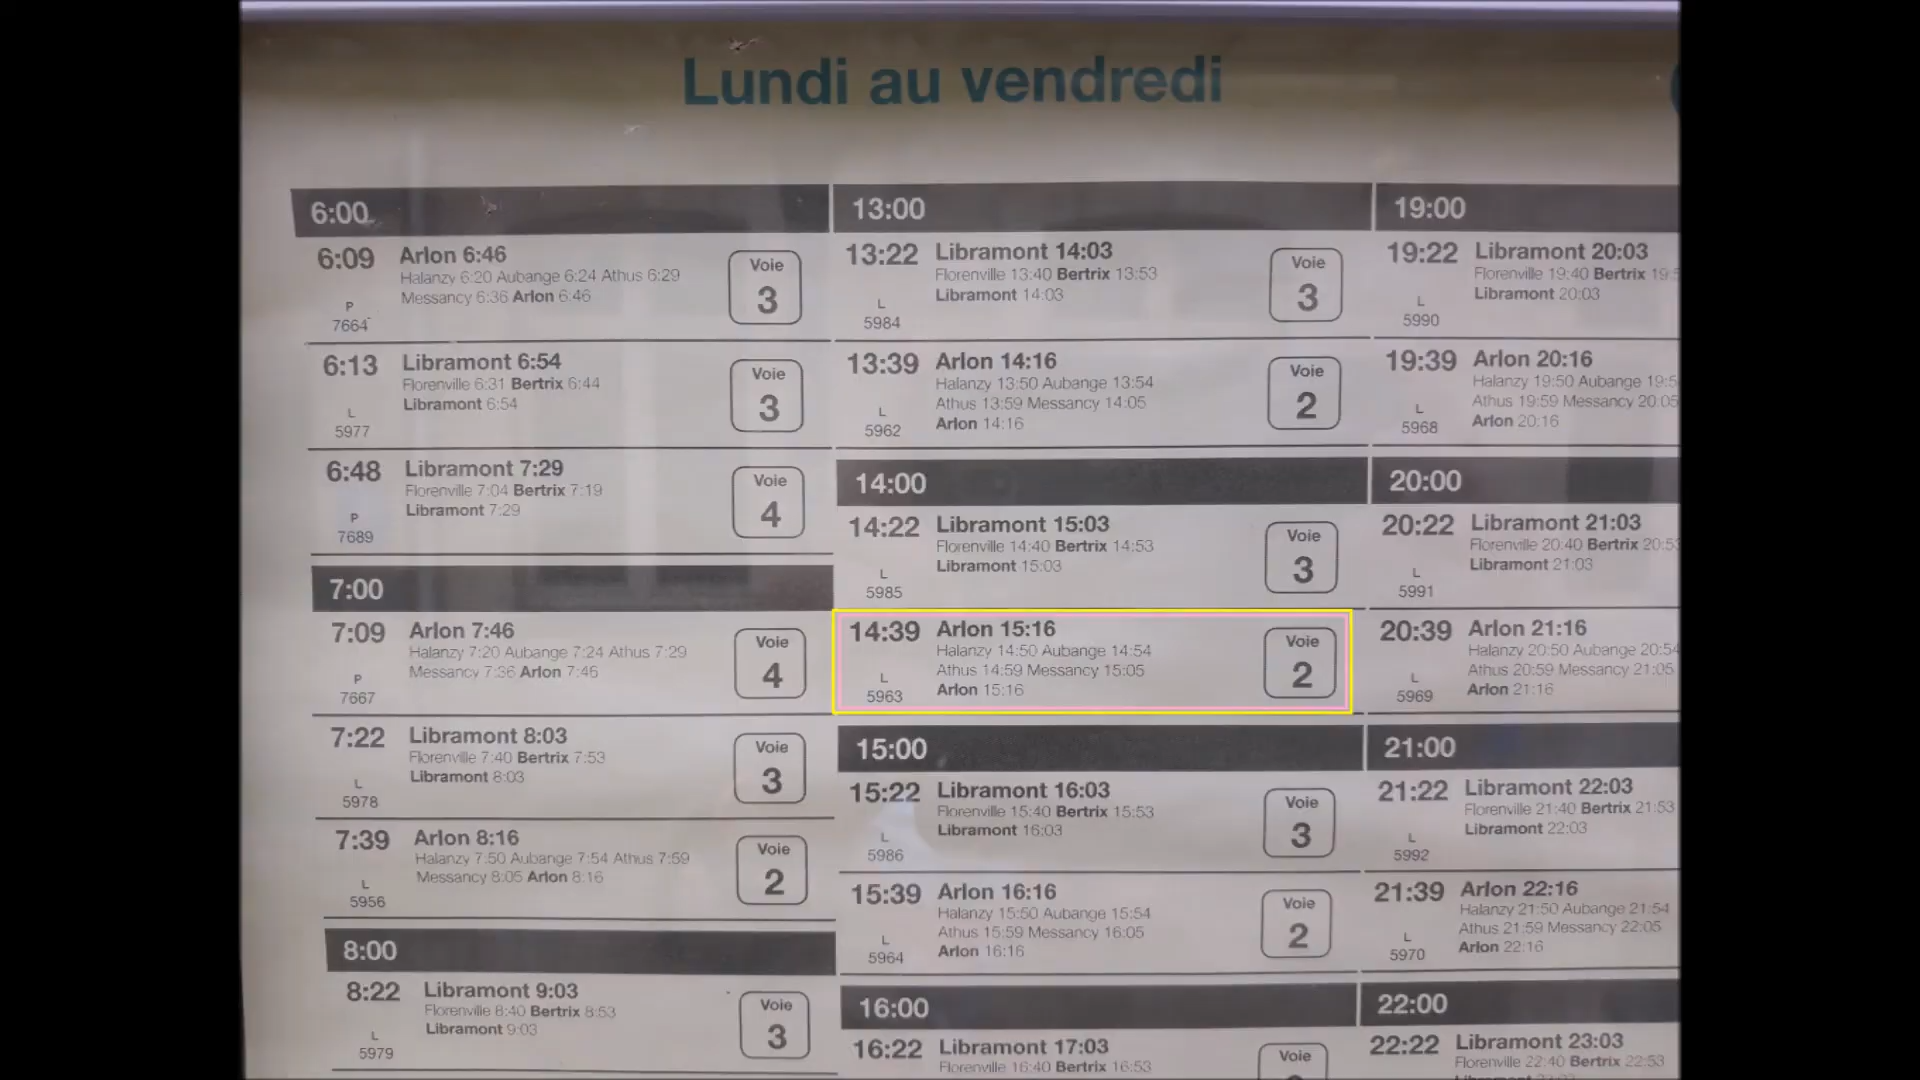 Lundi au vendredi
6:00
6:09 Arlon 6:46
Halanzy 6:20 Aubange 6:24 Athus 6:29
Messancy 6:36 Arlon 6:46
P
7664
Voie
3
6:13 Libramont 6:54
Florenville 6:31 Bertrix 6:44
Libramont 6:54
L
5977
Voie
3
6:48 Libramont 7:29
Florenville 7:04 Bertrix 7:19
Libramont 7:29
P
7689
Voie
4
7:00
7:09 Arlon 7:46
Halanzy 7:20 Aubange 7:24 Athus 7:29
Messancy 7:36 Arlon 7:46
P
7667
Voie
4
7:22 Libramont 8:03
Florenville 7:40 Bertrix 7:53
Libramont 8:03
L
5978
Voie
3
7:39 Arlon 8:16
Halanzy 7:50 Aubange 7:54 Athus 7:59
Messancy 8:05 Arlon 8:16
L
5956
Voie
2
8:00
8:22 Libramont 9:03
Florenville 8:40 Bertrix 8:53
Libramont 9:03
L
5979
Voie
3
13:00
13:22 Libramont 14:03
Florenville 13:40 Bertrix 13:53
Libramont 14:03
L
5984
Voie
3
13:39 Arlon 14:16
Halanzy 13:50 Aubange 13:54
Athus 13:59 Messancy 14:05
Arlon 14:16
L
5962
Voie
2
14:00
14:22 Libramont 15:03
Florenville 14:40 Bertrix 14:53
Libramont 15:03
L
5985
Voie
3
14:39 Arlon 15:16
Halanzy 14:50 Aubange 14:54
Athus 14:59 Messancy 15:05
Arlon 15:16
L
5963
Voie
2
15:00
15:22 Libramont 16:03
Florenville 15:40 Bertrix 15:53
Libramont 16:03
L
5986
Voie
3
15:39 Arlon 16:16
Halanzy 15:50 Aubange 15:54
Athus 15:59 Messancy 16:05
Arlon 16:16
L
5964
Voie
2
16:00
16:22 Libramont 17:03
Florenville 16:40 Bertrix 16:53
Voie
19:00
19:22 Libramont 20:03
Florenville 19:40 Bertrix
Libramont 20:03
L
5990
19:39 Arlon 20:16
Halanzy 19:50 Aubange
Athus 19:59 Messancy 20:05
Arlon 20:16
L
5968
20:00
20:22 Libramont 21:03
Florenville 20:40 Bertrix
Libramont 21:03
L
5991
20:39 Arlon 21:16
Halanzy 20:50 Aubange 20:54
Athus 20:59 Messancy 21:05
Arlon 21:16
L
5969
21:00
21:22 Libramont 22:03
Florenville 21:40 Bertrix 21:53
Libramont 22:03
L
5992
21:39 Arlon 22:16
Halanzy 21:50 Aubange 21:54
Athus 21:59 Messancy 22:05
Arlon 22:16
L
5970
22:00
22:22 Libramont 23:03
Florenville 22:40 Bertrix 22:53